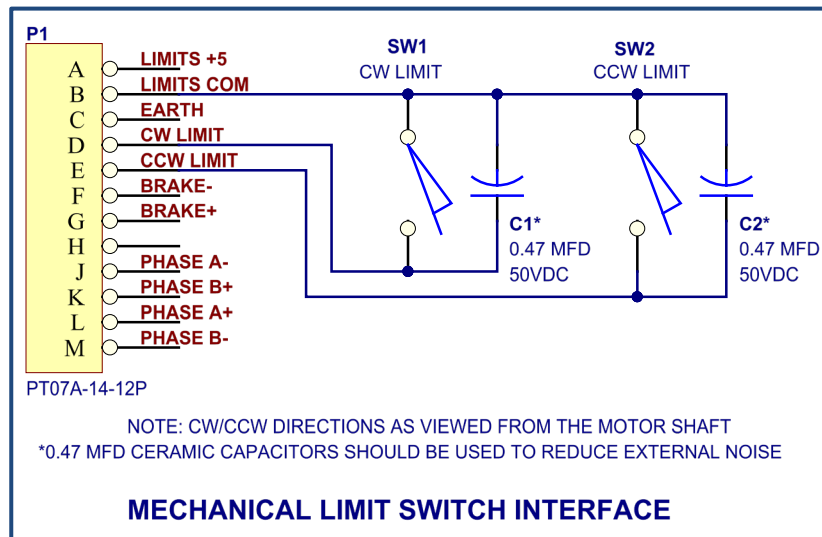 P1
A LIMITS +5
B LIMITS COM
C EARTH
D CW LIMIT
E CCW LIMIT
F BRAKE-
G BRAKE+
H
J PHASE A-
K PHASE B+
L PHASE A+
M PHASE B-
PT07A-14-12P
SW1
CW LIMIT
SW2
CCW LIMIT
C1*
0.47 MFD
50VDC
C2*
0.47 MFD
50VDC
NOTE: CW/CCW DIRECTIONS AS VIEWED FROM THE MOTOR SHAFT
*0.47 MFD CERAMIC CAPACITORS SHOULD BE USED TO REDUCE EXTERNAL NOISE
MECHANICAL LIMIT SWITCH INTERFACE